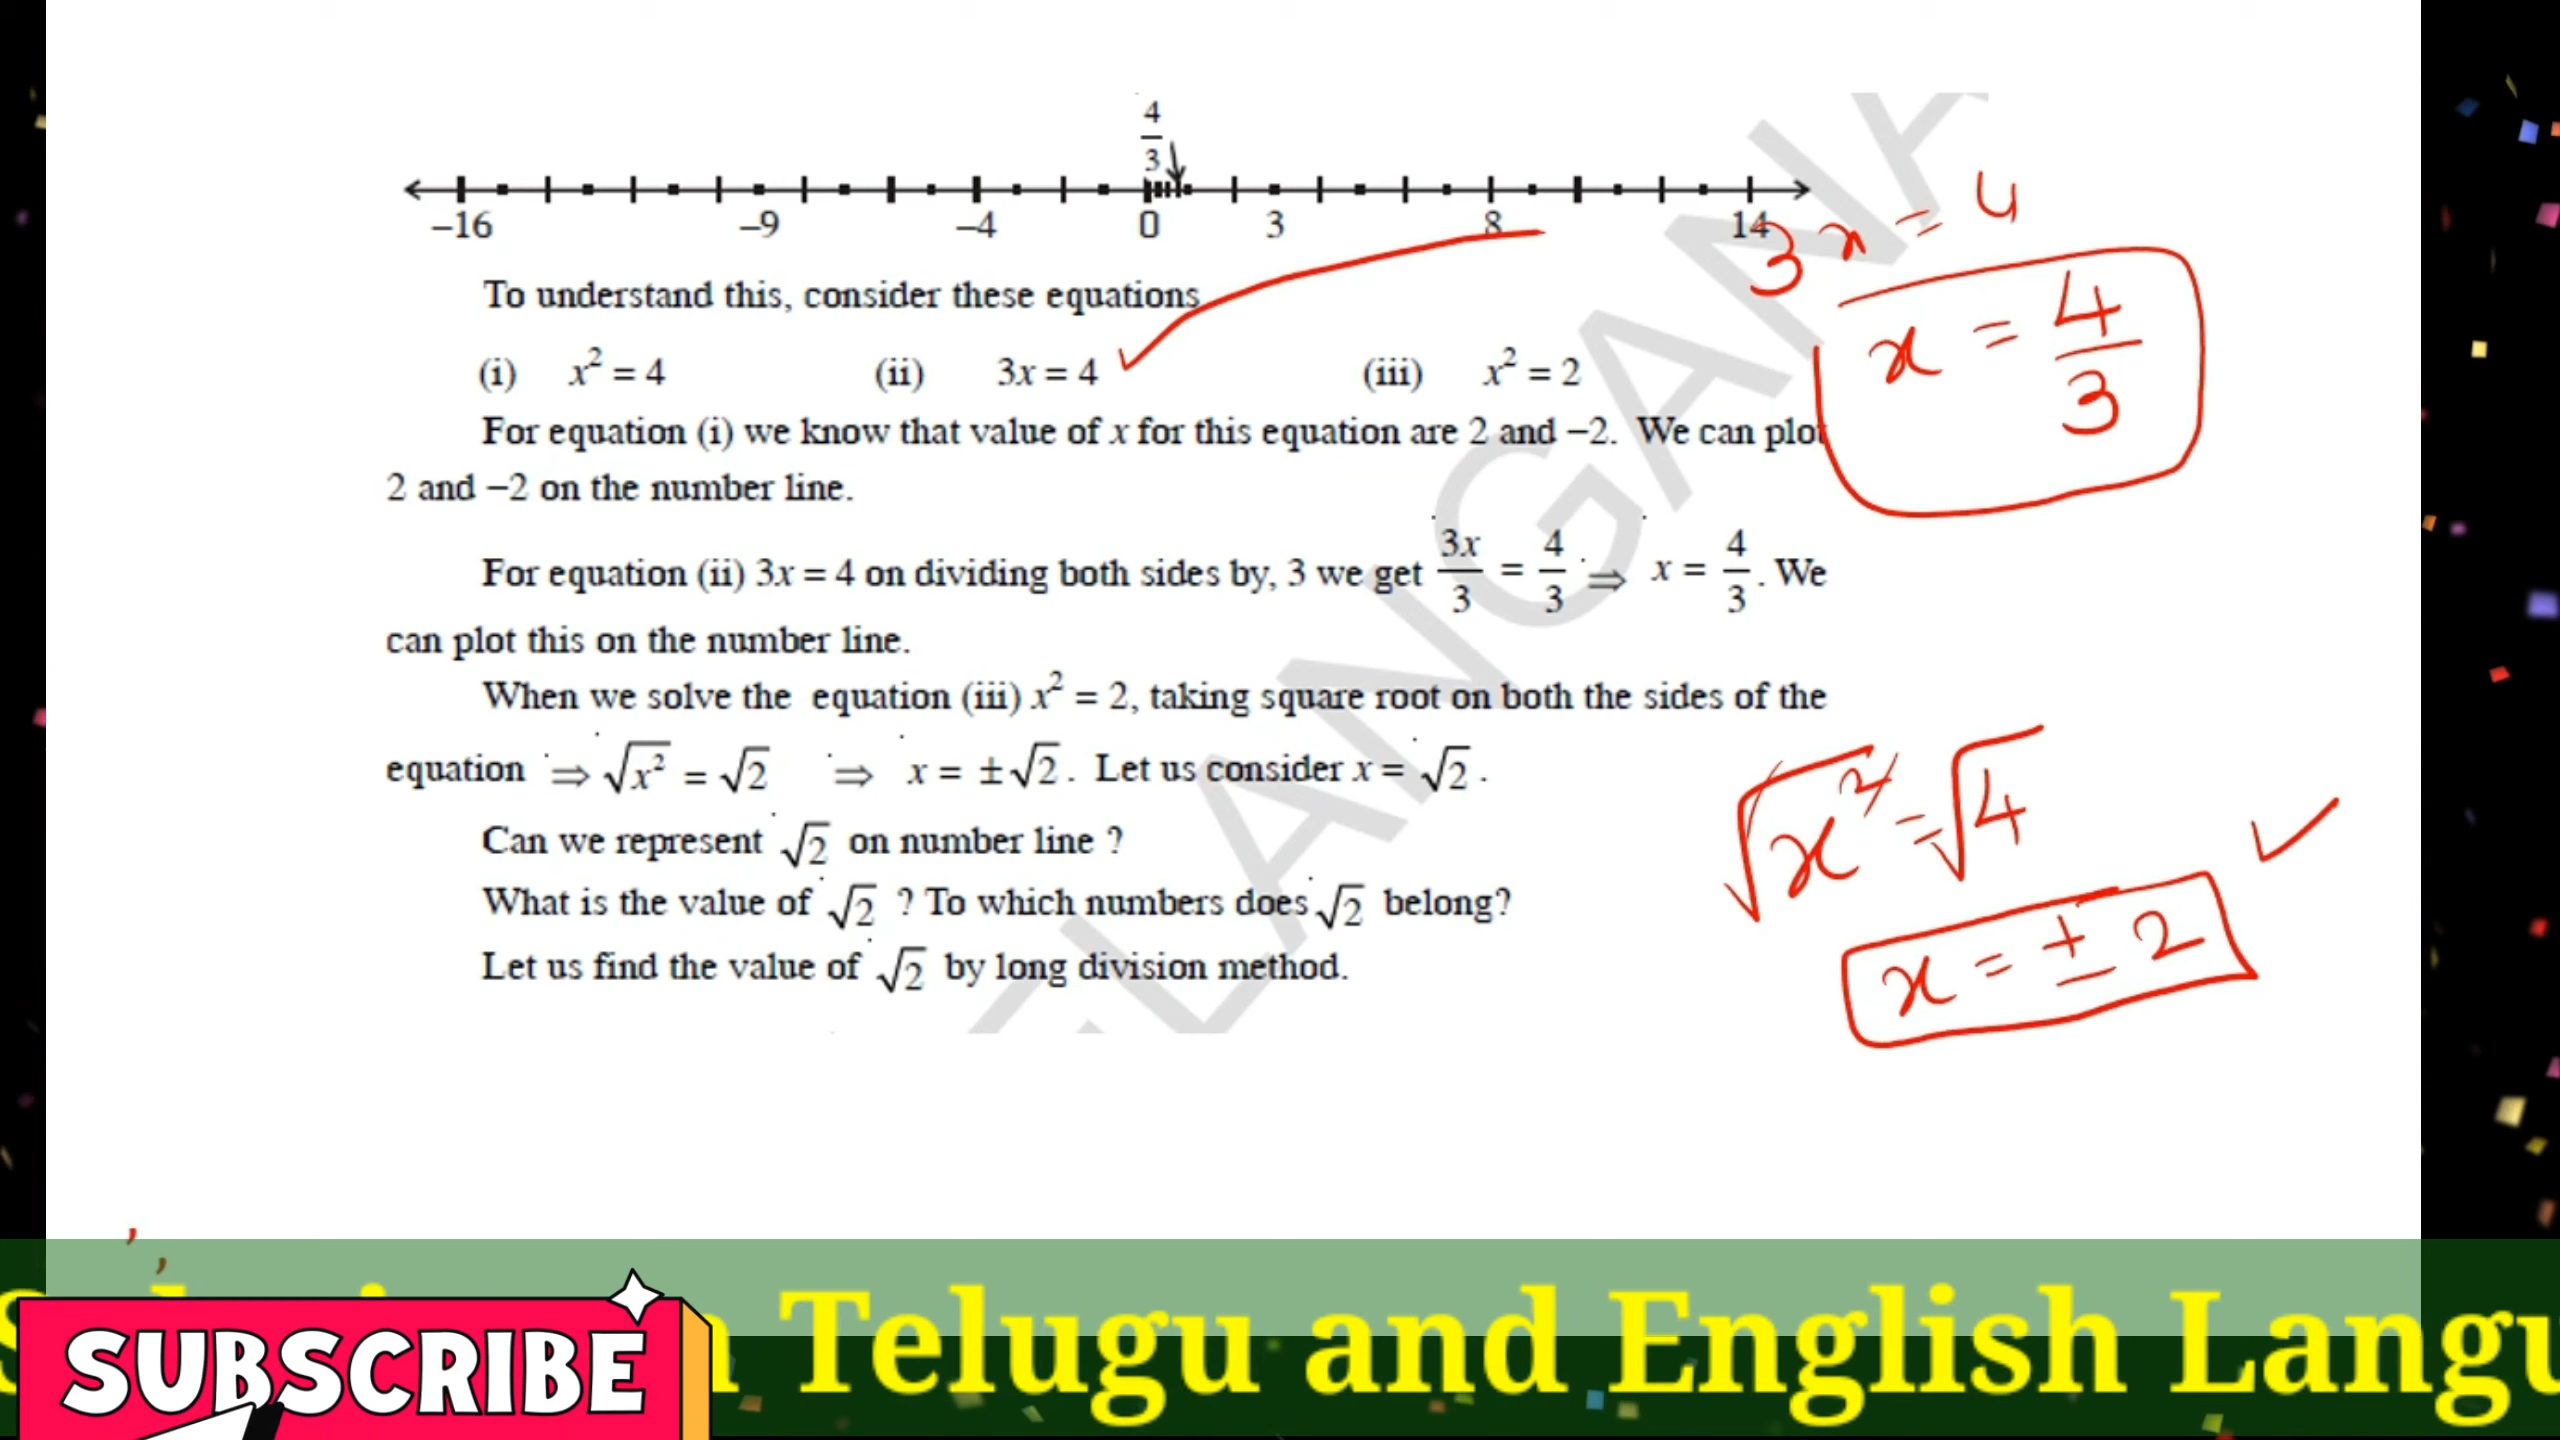 4/3
–16 –9 –4 0 3 8 14
To understand this, consider these equations
(i) x² = 4 (ii) 3x = 4 (iii) x² = 2
For equation (i) we know that value of x for this equation are 2 and –2. We can plot
2 and –2 on the number line.
For equation (ii) 3x = 4 on dividing both sides by, 3 we get 3x/3 = 4/3 ⇒ x = 4/3. We
can plot this on the number line.
When we solve the equation (iii) x² = 2, taking square root on both the sides of the
equation ⇒ √x² = √2 ⇒ x = ±√2. Let us consider x = √2.
Can we represent √2 on number line ?
What is the value of √2 ? To which numbers does √2 belong?
Let us find the value of √2 by long division method.
3x = 4
x = 4/3
√x² = √4
x = ± 2
LANGANA
Telugu and English Langu
SUBSCRIBE